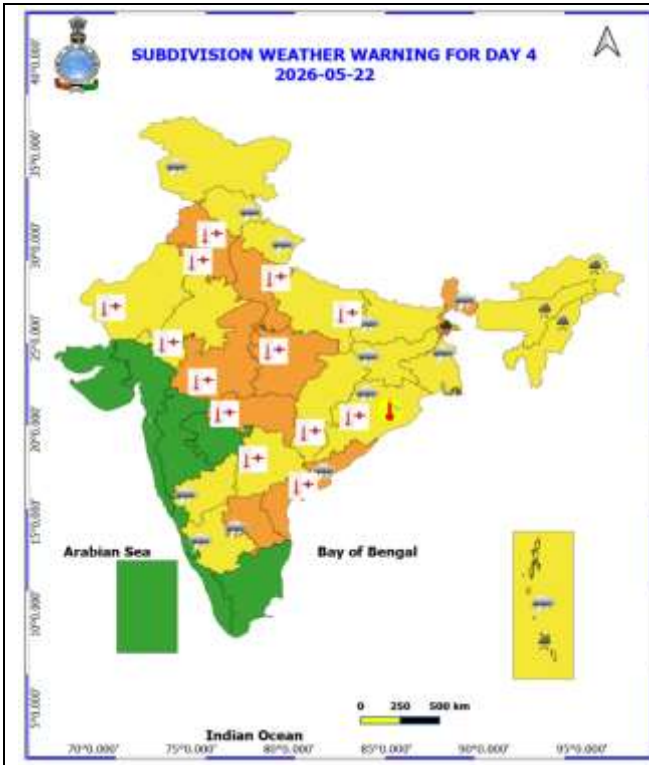 SUBDIVISION WEATHER WARNING FOR DAY 4
2026-05-22
40°0.000'
35°0.000'
30°0.000'
25°0.000'
20°0.000'
15°0.000'
10°0.000'
5°0.000'
Arabian Sea
Bay of Bengal
0 250 500 km
Indian Ocean
70°0.000' 75°0.000' 80°0.000' 85°0.000' 90°0.000' 95°0.000'